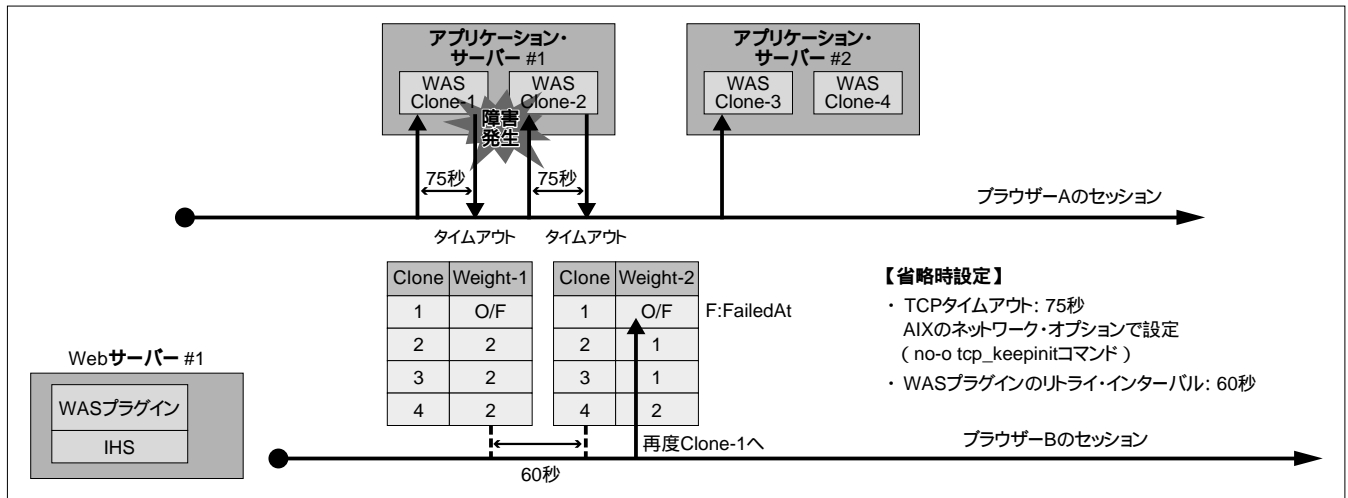 アプリケーション・
サーバー #1
WAS
Clone-1
WAS
Clone-2
障害
発生
アプリケーション・
サーバー #2
WAS
Clone-3
WAS
Clone-4
75秒
75秒
ブラウザーAのセッション
タイムアウト
タイムアウト
Clone Weight-1
1 O/F
2 2
3 2
4 2
Clone Weight-2
1 O/F
2 1
3 1
4 2
F:FailedAt
【省略時設定】
・ TCPタイムアウト: 75秒
AIXのネットワーク・オプションで設定
( no-o tcp_keepinitコマンド )
・ WASプラグインのリトライ・インターバル: 60秒
Webサーバー #1
WASプラグイン
IHS
再度Clone-1へ
60秒
ブラウザーBのセッション